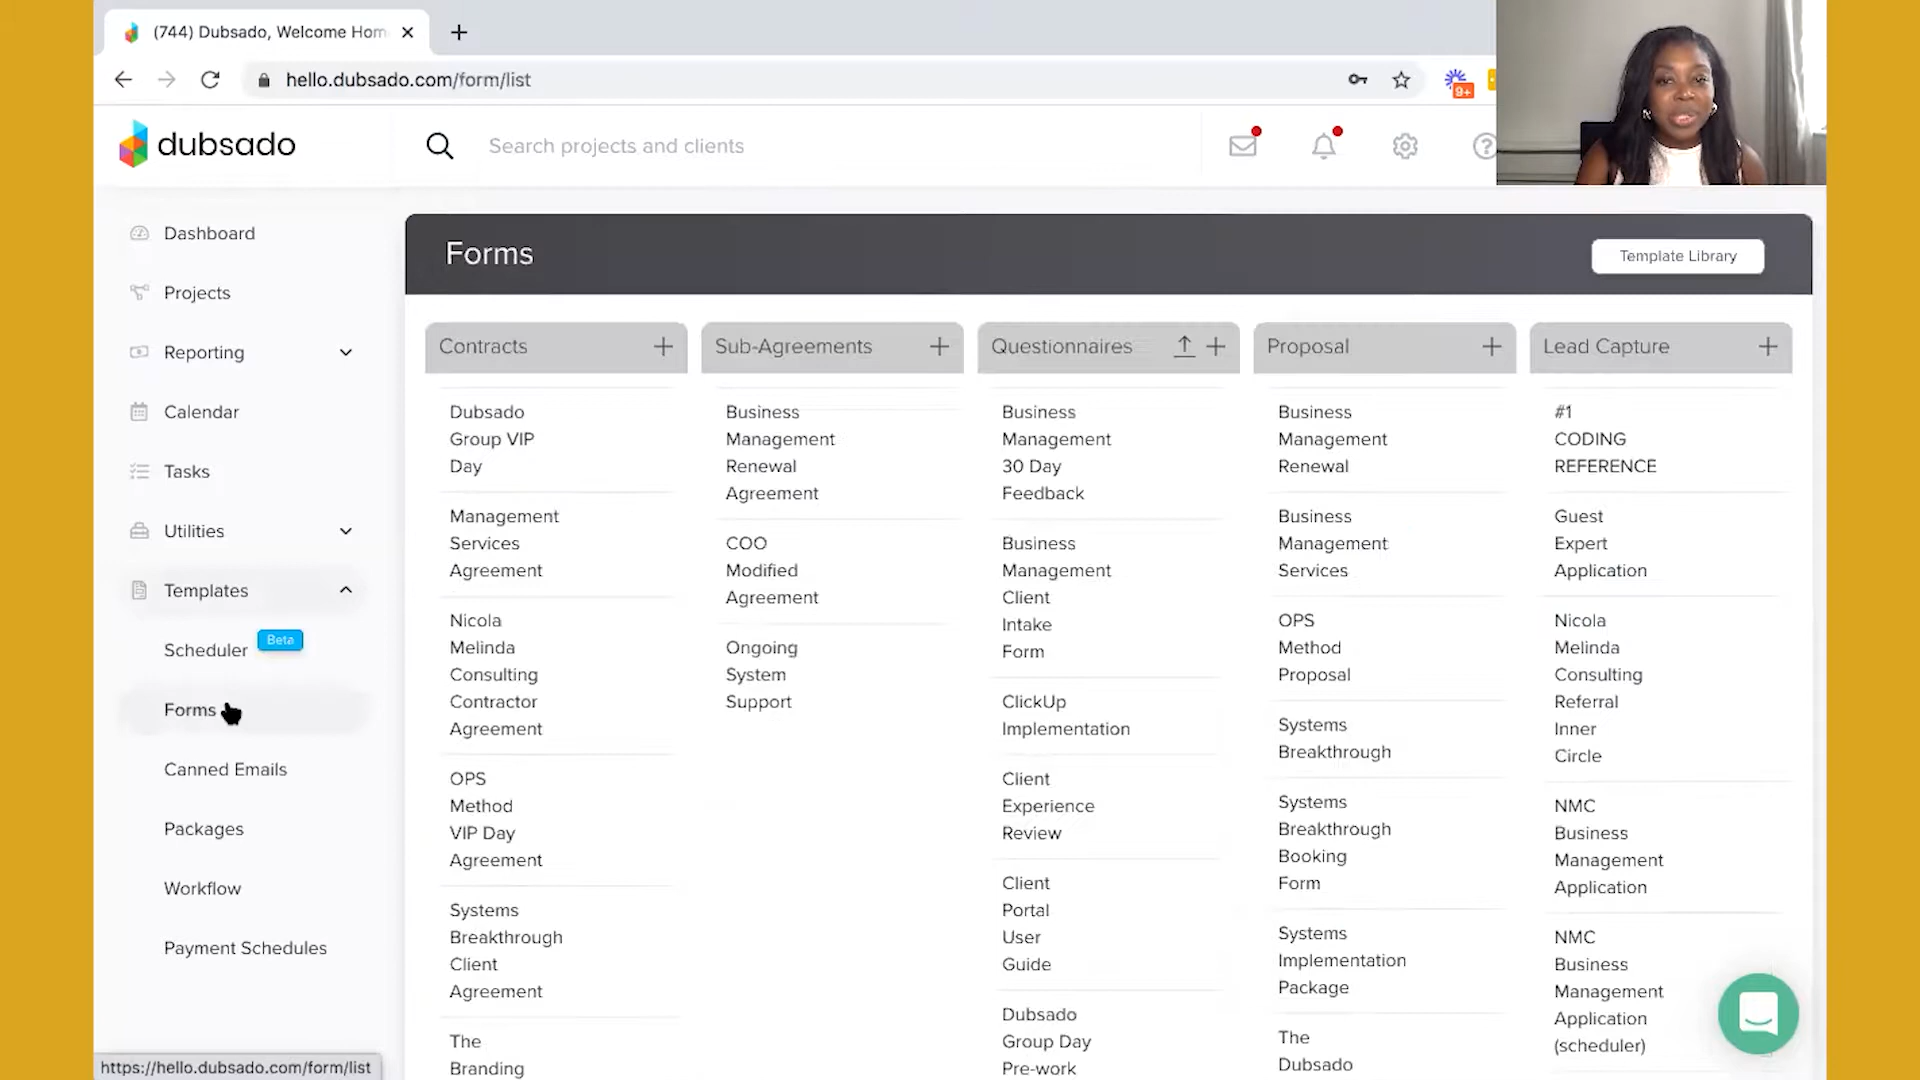 (744) Dubsado, Welcome Hom
hello.dubsado.com/form/list
9+
dubsado
Search projects and clients
Dashboard
Projects
Reporting
Calendar
Tasks
Utilities
Templates
Scheduler
Beta
Forms
Canned Emails
Packages
Workflow
Payment Schedules
https://hello.dubsado.com/form/list
Forms
Template Library
Contracts
Dubsado
Group VIP
Day
Management
Services
Agreement
Nicola
Melinda
Consulting
Contractor
Agreement
OPS
Method
VIP Day
Agreement
Systems
Breakthrough
Client
Agreement
The
Branding
Sub-Agreements
Business
Management
Renewal
Agreement
COO
Modified
Agreement
Ongoing
System
Support
Questionnaires
Business
Management
30 Day
Feedback
Business
Management
Client
Intake
Form
ClickUp
Implementation
Client
Experience
Review
Client
Portal
User
Guide
Dubsado
Group Day
Pre-work
Proposal
Business
Management
Renewal
Business
Management
Services
OPS
Method
Proposal
Systems
Breakthrough
Systems
Breakthrough
Booking
Form
Systems
Implementation
Package
The
Dubsado
Lead Capture
#1
CODING
REFERENCE
Guest
Expert
Application
Nicola
Melinda
Consulting
Referral
Inner
Circle
NMC
Business
Management
Application
NMC
Business
Management
Application
(scheduler)